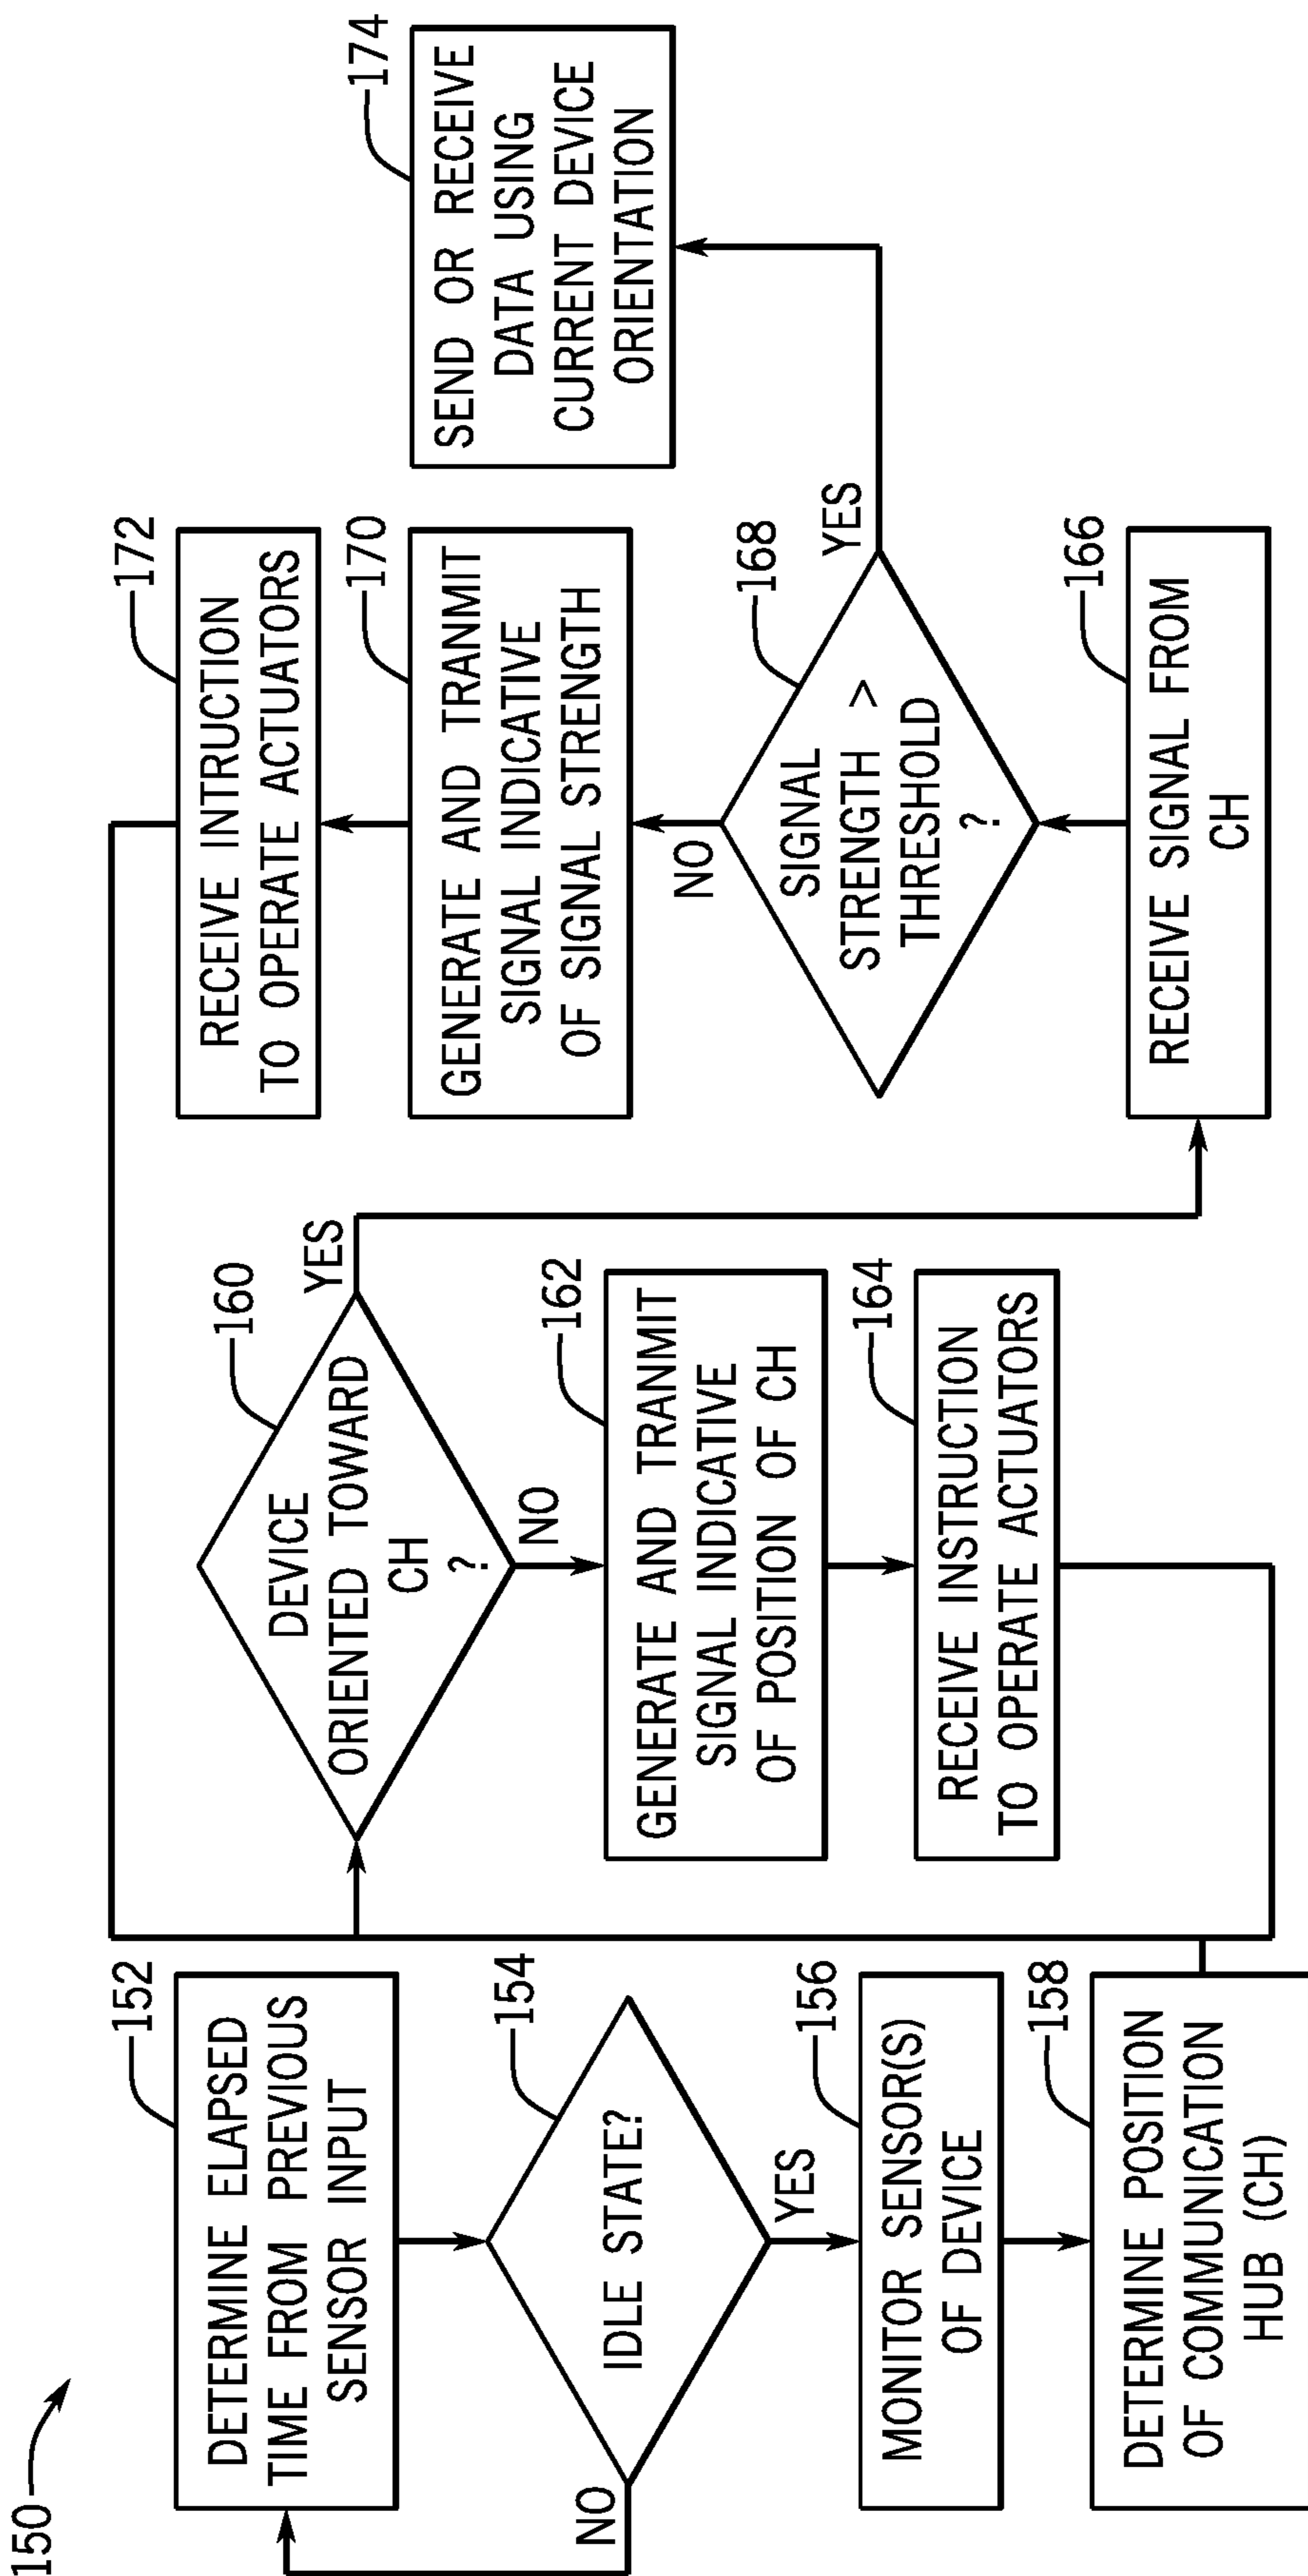 150
152
DETERMINE ELAPSED
TIME FROM PREVIOUS
SENSOR INPUT
154
IDLE STATE?
NO
YES
156
MONITOR SENSOR(S)
OF DEVICE
158
DETERMINE POSITION
OF COMMUNICATION
HUB (CH)
160
DEVICE
ORIENTED TOWARD
CH
?
YES
NO
162
GENERATE AND TRANMIT
SIGNAL INDICATIVE
OF POSITION OF CH
164
RECEIVE INSTRUCTION
TO OPERATE ACTUATORS
172
RECEIVE INTRUCTION
TO OPERATE ACTUATORS
170
GENERATE AND TRANMIT
SIGNAL INDICATIVE
OF SIGNAL STRENGTH
NO
168
SIGNAL
STRENGTH >
THRESHOLD
?
YES
166
RECEIVE SIGNAL FROM
CH
174
SEND OR RECEIVE
DATA USING
CURRENT DEVICE
ORIENTATION